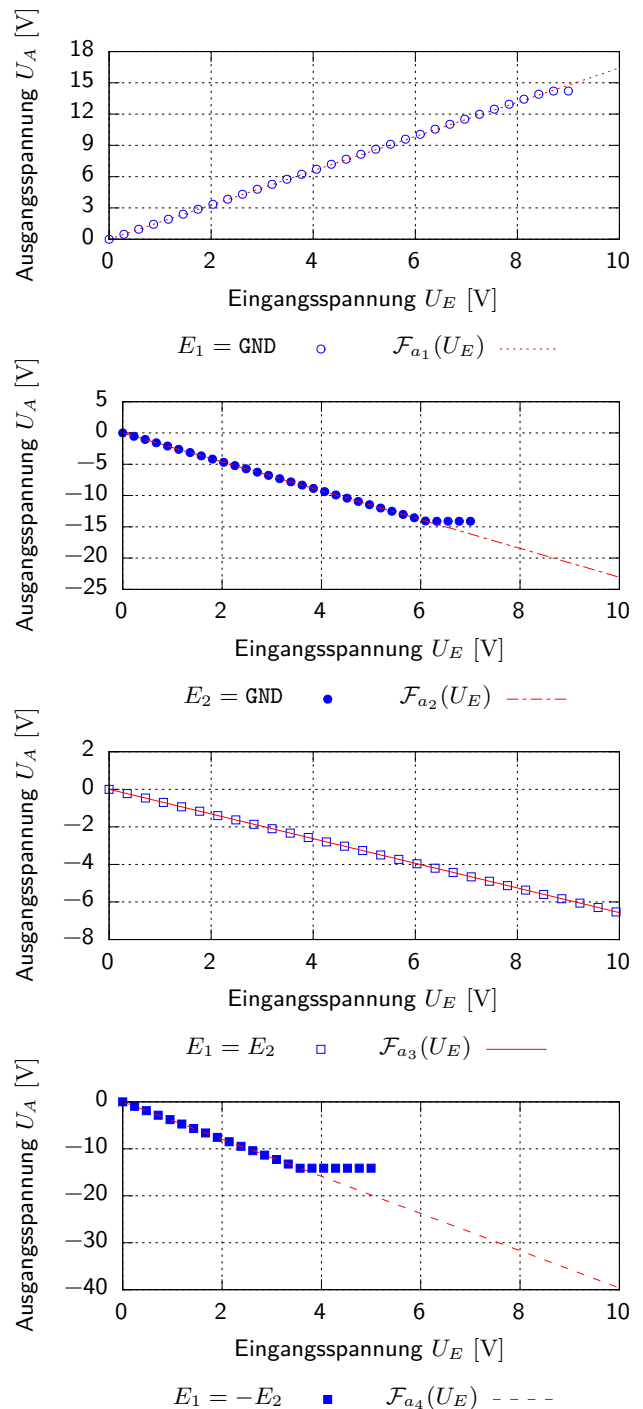 Ausgangsspannung U_A [V]
18
15
12
9
6
3
0
0 2 4 6 8 10
Eingangsspannung U_E [V]
E_1 = GND F_{a_1}(U_E)
Ausgangsspannung U_A [V]
5
0
−5
−10
−15
−20
−25
0 2 4 6 8 10
Eingangsspannung U_E [V]
E_2 = GND F_{a_2}(U_E)
Ausgangsspannung U_A [V]
2
0
−2
−4
−6
−8
0 2 4 6 8 10
Eingangsspannung U_E [V]
E_1 = E_2 F_{a_3}(U_E)
Ausgangsspannung U_A [V]
0
−10
−20
−30
−40
0 2 4 6 8 10
Eingangsspannung U_E [V]
E_1 = −E_2 F_{a_4}(U_E)